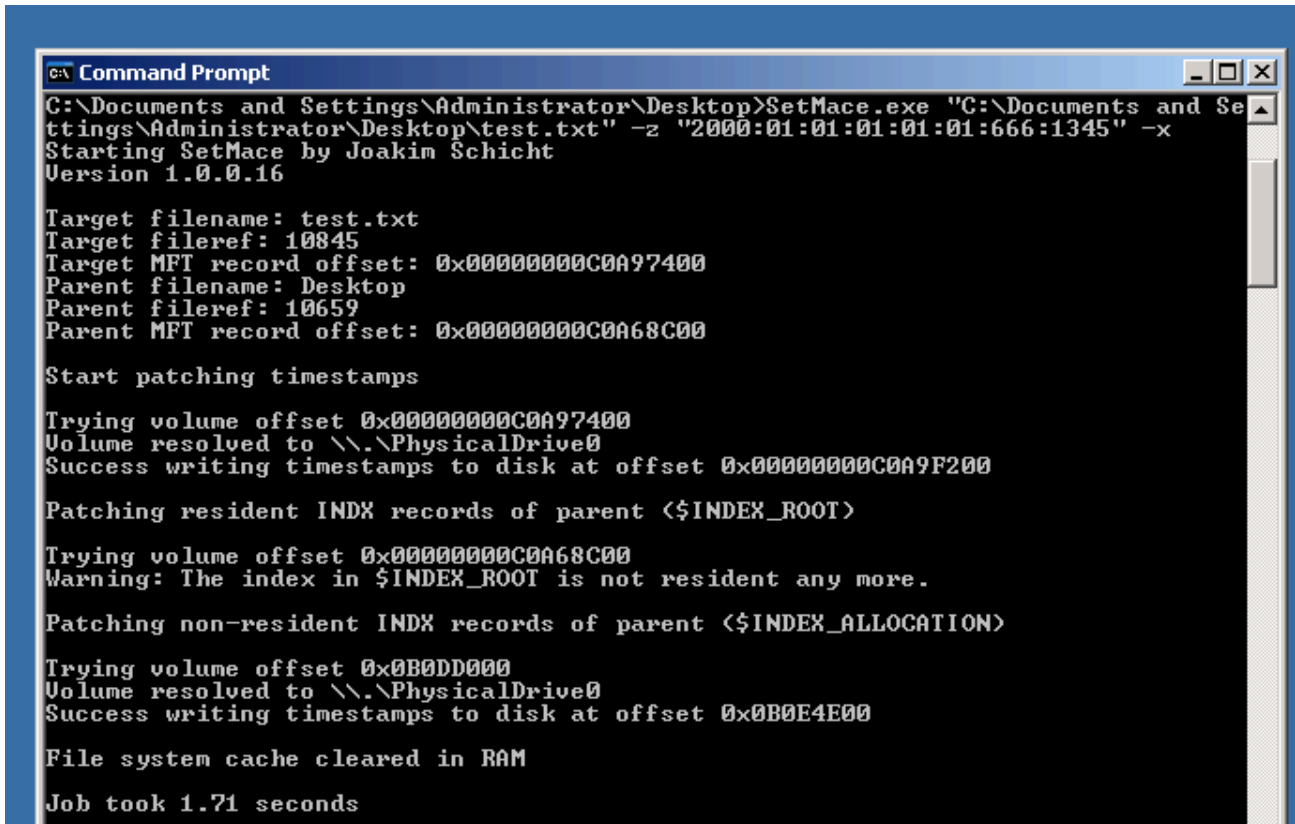 Command Prompt
C:\Documents and Settings\Administrator\Desktop>SetMace.exe "C:\Documents and Se
ttings\Administrator\Desktop\test.txt" -z "2000:01:01:01:01:01:666:1345" -x
Starting SetMace by Joakim Schicht
Version 1.0.0.16
Target filename: test.txt
Target fileref: 10845
Target MFT record offset: 0x00000000C0A97400
Parent filename: Desktop
Parent fileref: 10659
Parent MFT record offset: 0x00000000C0A68C00
Start patching timestamps
Trying volume offset 0x00000000C0A97400
Volume resolved to \\.\PhysicalDrive0
Success writing timestamps to disk at offset 0x00000000C0A9F200
Patching resident INDX records of parent ($INDEX_ROOT)
Trying volume offset 0x00000000C0A68C00
Warning: The index in $INDEX_ROOT is not resident any more.
Patching non-resident INDX records of parent ($INDEX_ALLOCATION)
Trying volume offset 0x0B0DD000
Volume resolved to \\.\PhysicalDrive0
Success writing timestamps to disk at offset 0x0B0E4E00
File system cache cleared in RAM
Job took 1.71 seconds